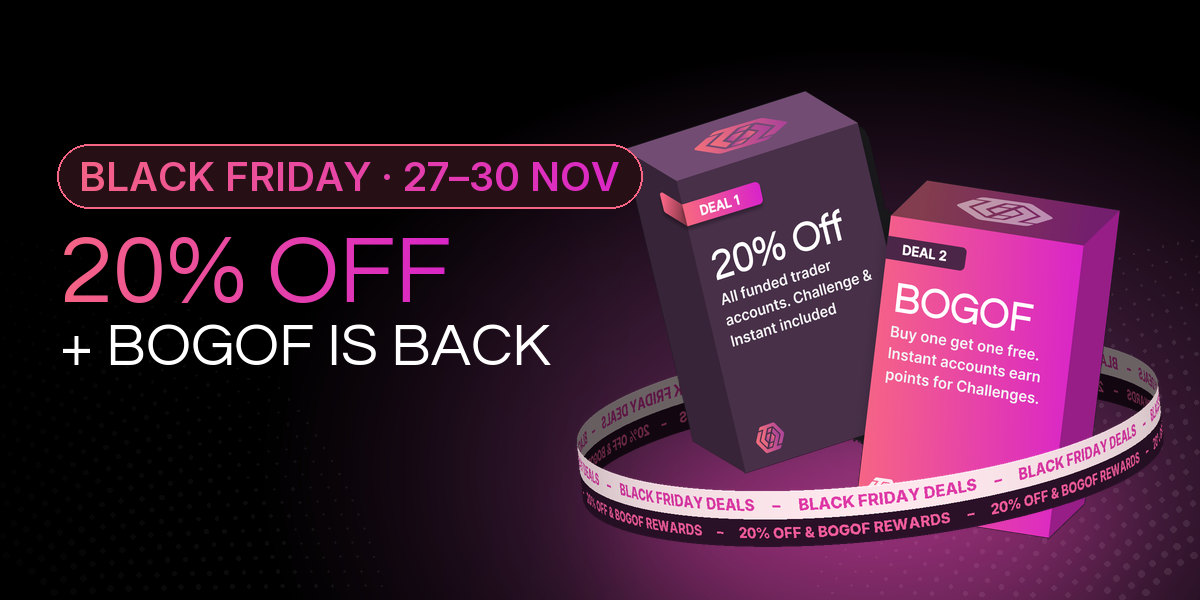 BLACK FRIDAY · 27–30 NOV
20% OFF
+ BOGOF IS BACK
DEAL 1
20% Off
All funded trader
accounts. Challenge &
Instant included
DEAL 2
BOGOF
Buy one get one free.
Instant accounts earn
points for Challenges.
BLACK FRIDAY DEALS – BLACK FRIDAY DEALS – BLACK FRIDAY DEALS –
20% OFF & BOGOF REWARDS – 20% OFF & BOGOF REWARDS – 20% OFF & BOGOF REWARDS –